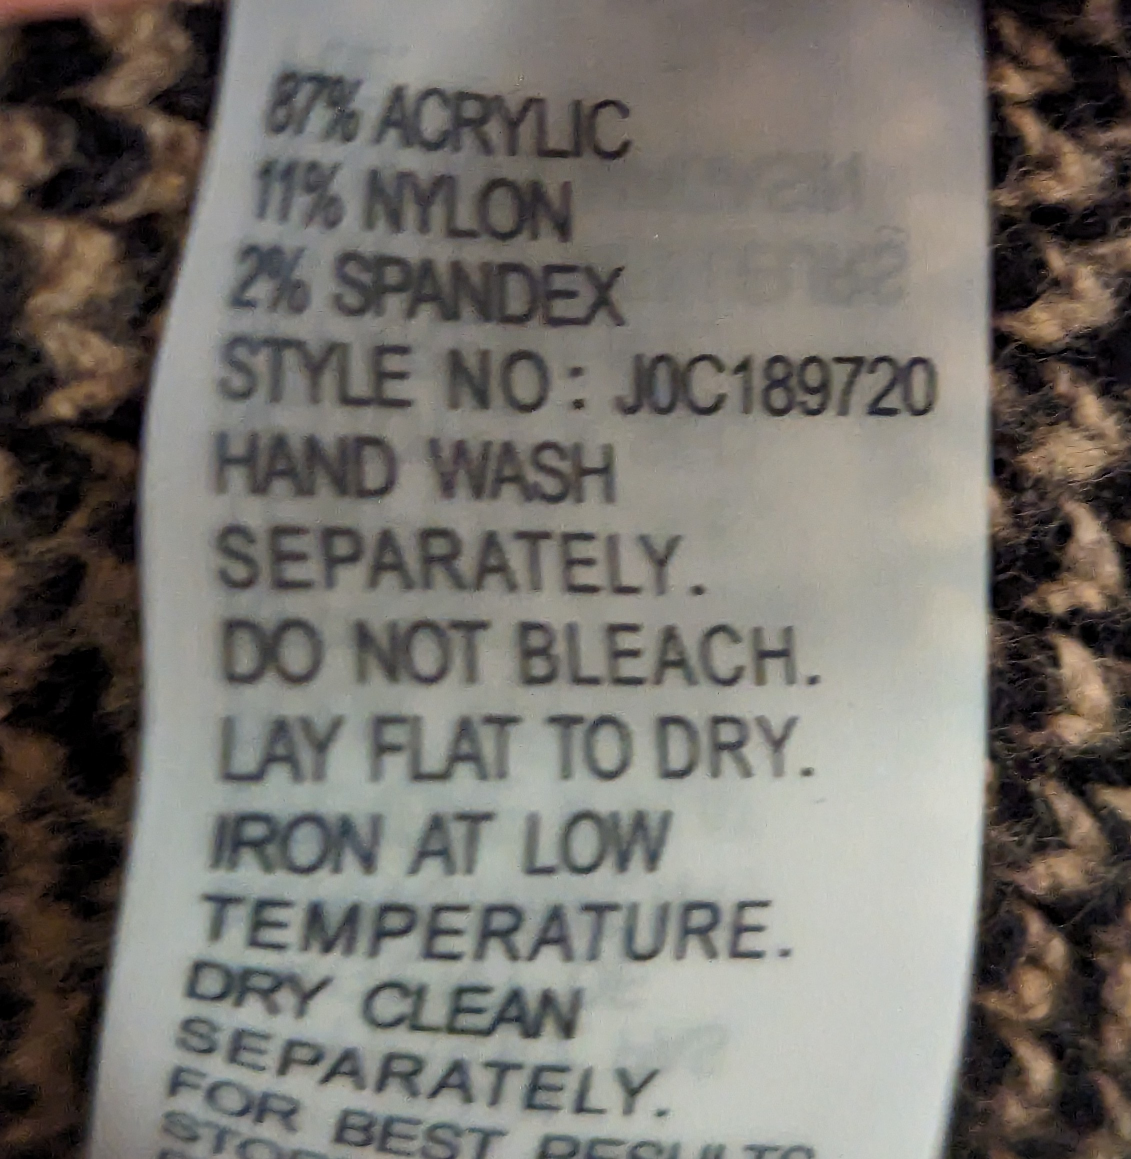 87% ACRYLIC
11% NYLON
2% SPANDEX
STYLE NO: J0C189720
HAND WASH
SEPARATELY.
DO NOT BLEACH.
LAY FLAT TO DRY.
IRON AT LOW
TEMPERATURE.
DRY CLEAN
SEPARATELY.
FOR BEST RESULTS